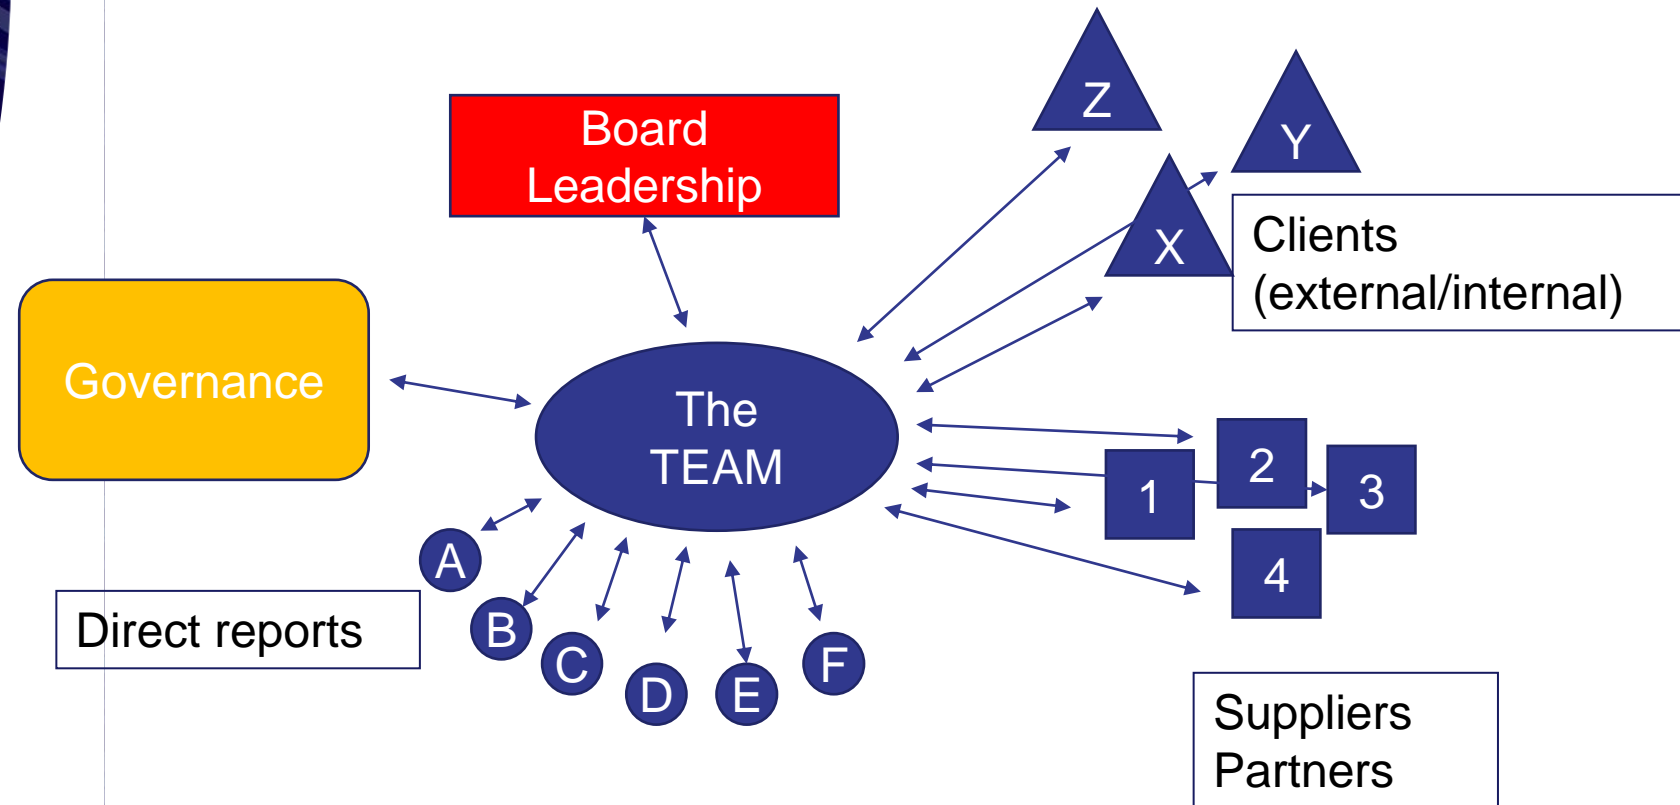 Z
Y
X
Board
Leadership
Clients
(external/internal)
Governance
The
TEAM
1
2
3
4
A
B
C
D
E
F
Direct reports
Suppliers
Partners